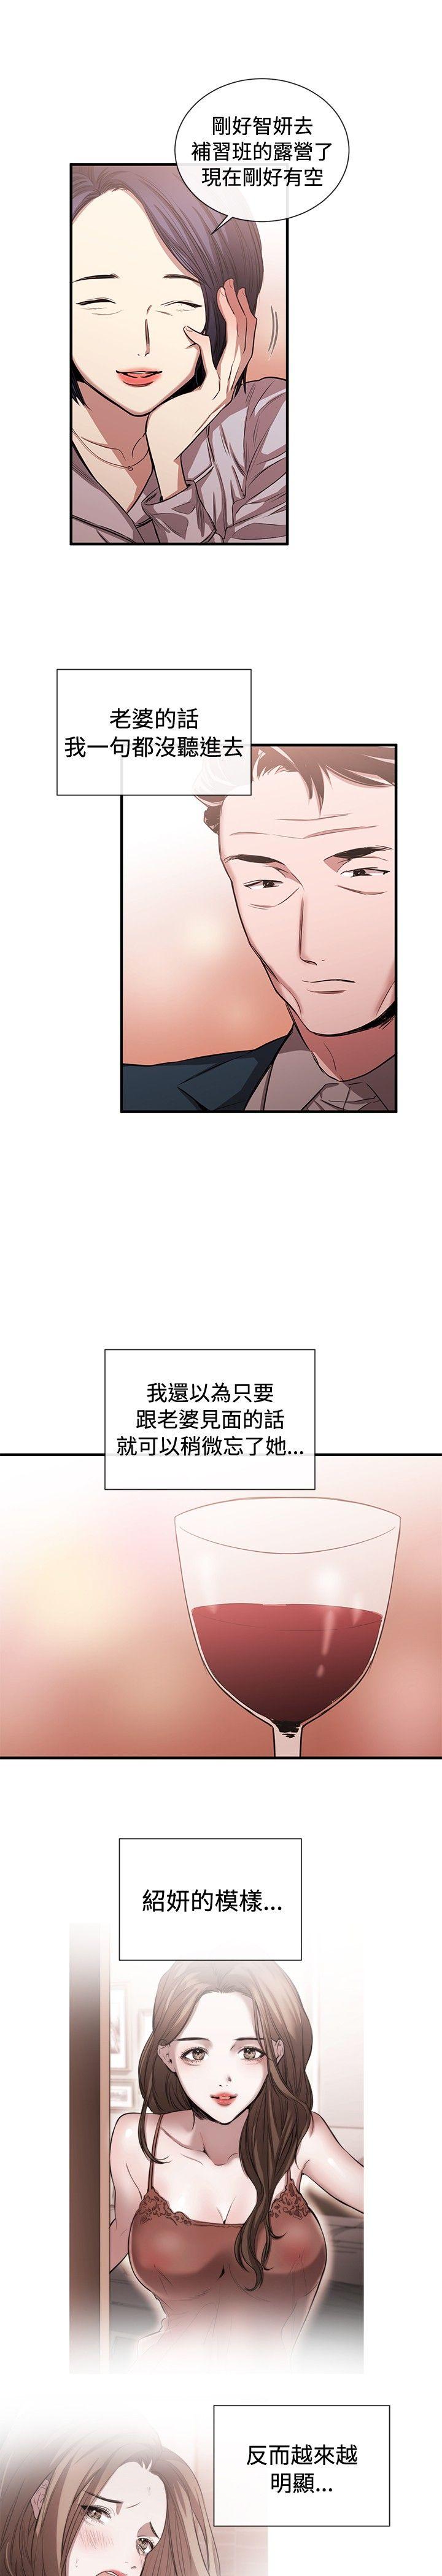 剛好智妍去
補習班的露營了
現在剛好有空
老婆的話
我一句都沒聽進去
我還以為只要
跟老婆見面的話
就可以稍微忘了她...
紹妍的模樣...
反而越來越
明顯...